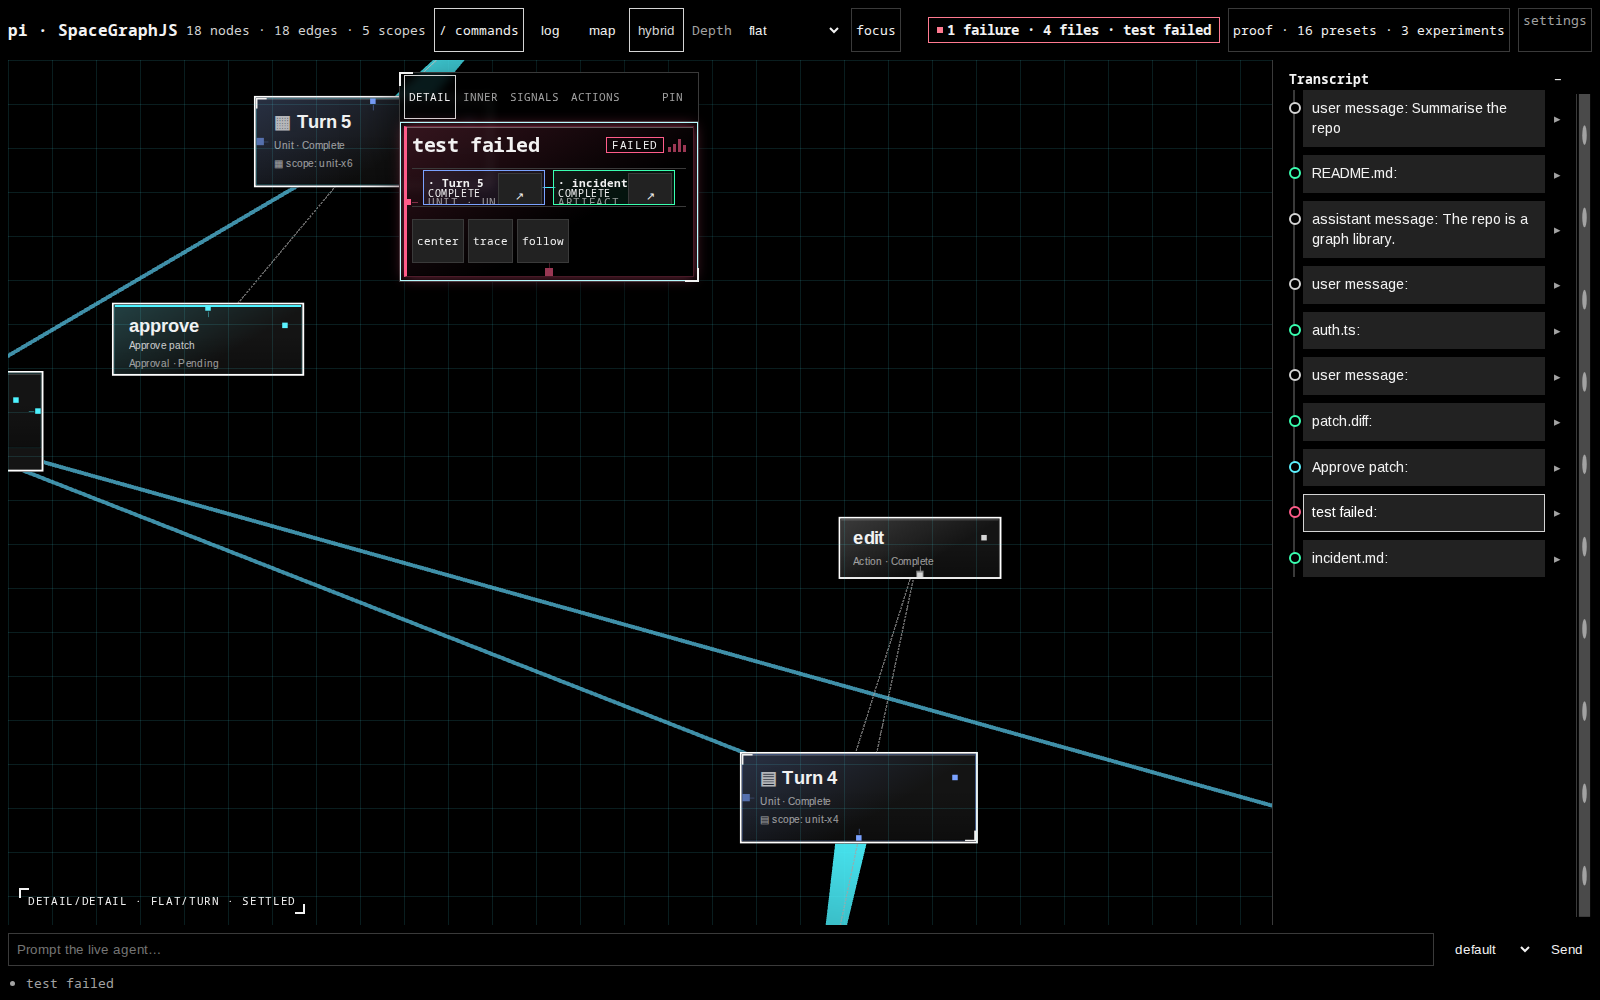 pi · SpaceGraphJS 18 nodes · 18 edges · 5 scopes / commands log map hybrid Depth flat focus 1 failure · 4 files · test failed proof · 16 presets · 3 experiments settings
DETAIL INNER SIGNALS ACTIONS PIN
Turn 5
Unit · Complete
scope: unit-x6
test failed FAILED
· Turn 5
COMPLETE
UNIT · UN
↗
· incident
COMPLETE
ARTIFACT
↗
center trace follow
approve
Approve patch
Approval · Pending
edit
Action · Complete
Turn 4
Unit · Complete
scope: unit-x4
DETAIL/DETAIL · FLAT/TURN · SETTLED
Transcript –
user message: Summarise the
repo
README.md:
assistant message: The repo is a
graph library.
user message:
auth.ts:
user message:
patch.diff:
Approve patch:
test failed:
incident.md:
Prompt the live agent… default Send
• test failed